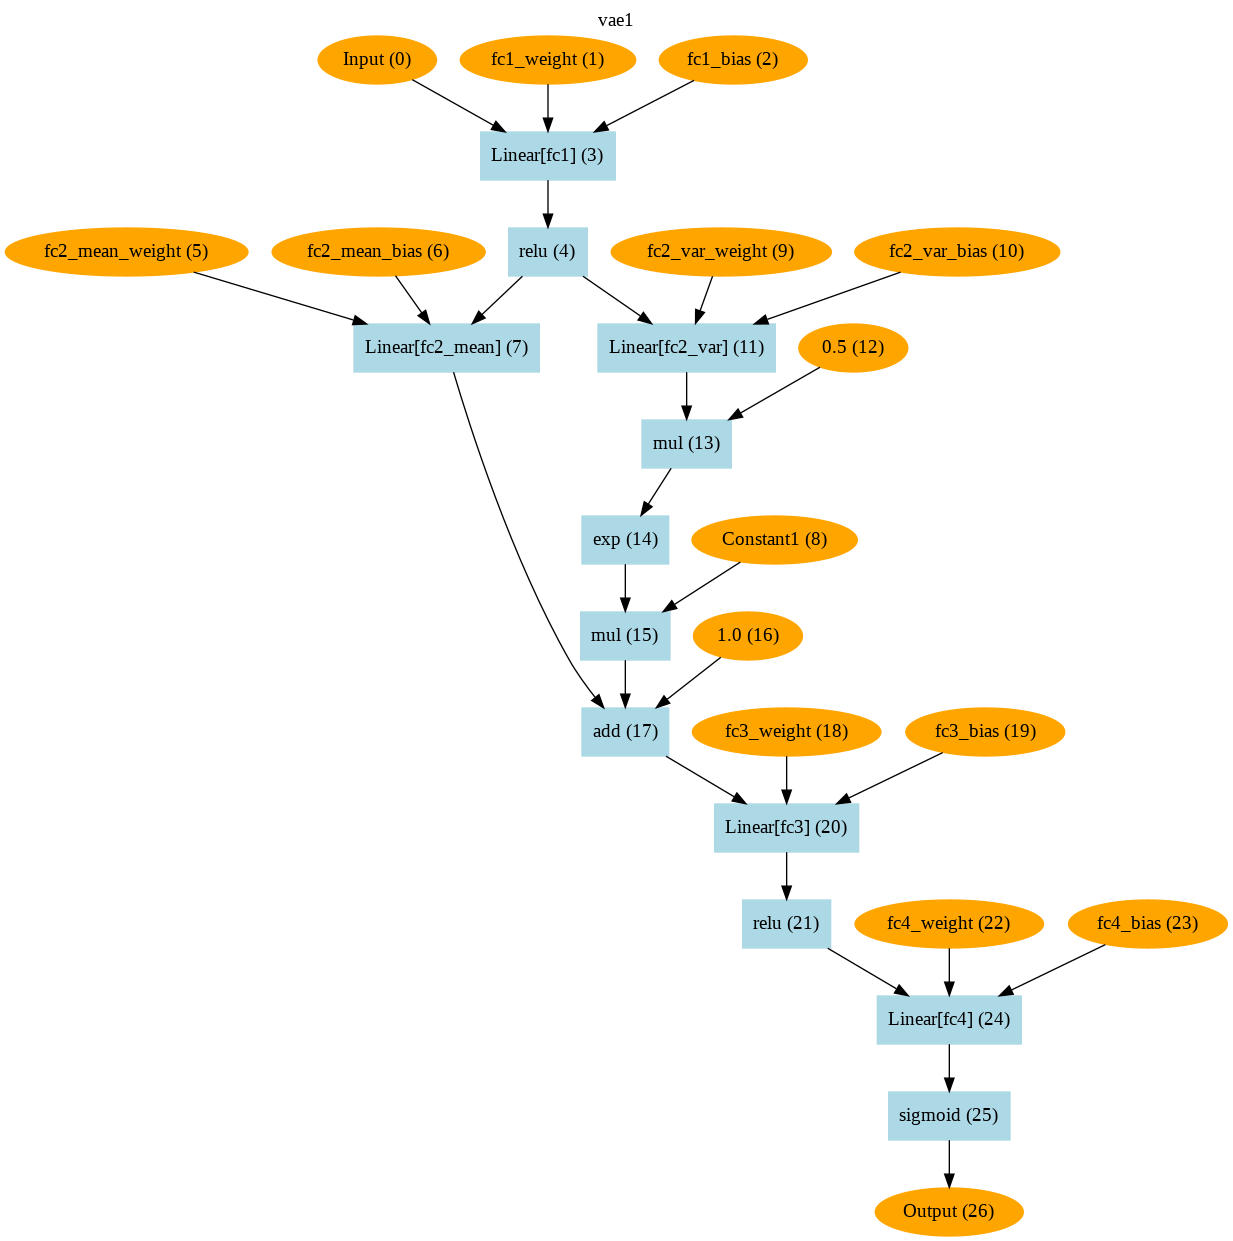 vae1
Input (0)
fc1_weight (1)
fc1_bias (2)
Linear[fc1] (3)
fc2_mean_weight (5)
fc2_mean_bias (6)
relu (4)
fc2_var_weight (9)
fc2_var_bias (10)
Linear[fc2_mean] (7)
Linear[fc2_var] (11)
0.5 (12)
mul (13)
exp (14)
Constant1 (8)
mul (15)
1.0 (16)
add (17)
fc3_weight (18)
fc3_bias (19)
Linear[fc3] (20)
relu (21)
fc4_weight (22)
fc4_bias (23)
Linear[fc4] (24)
sigmoid (25)
Output (26)